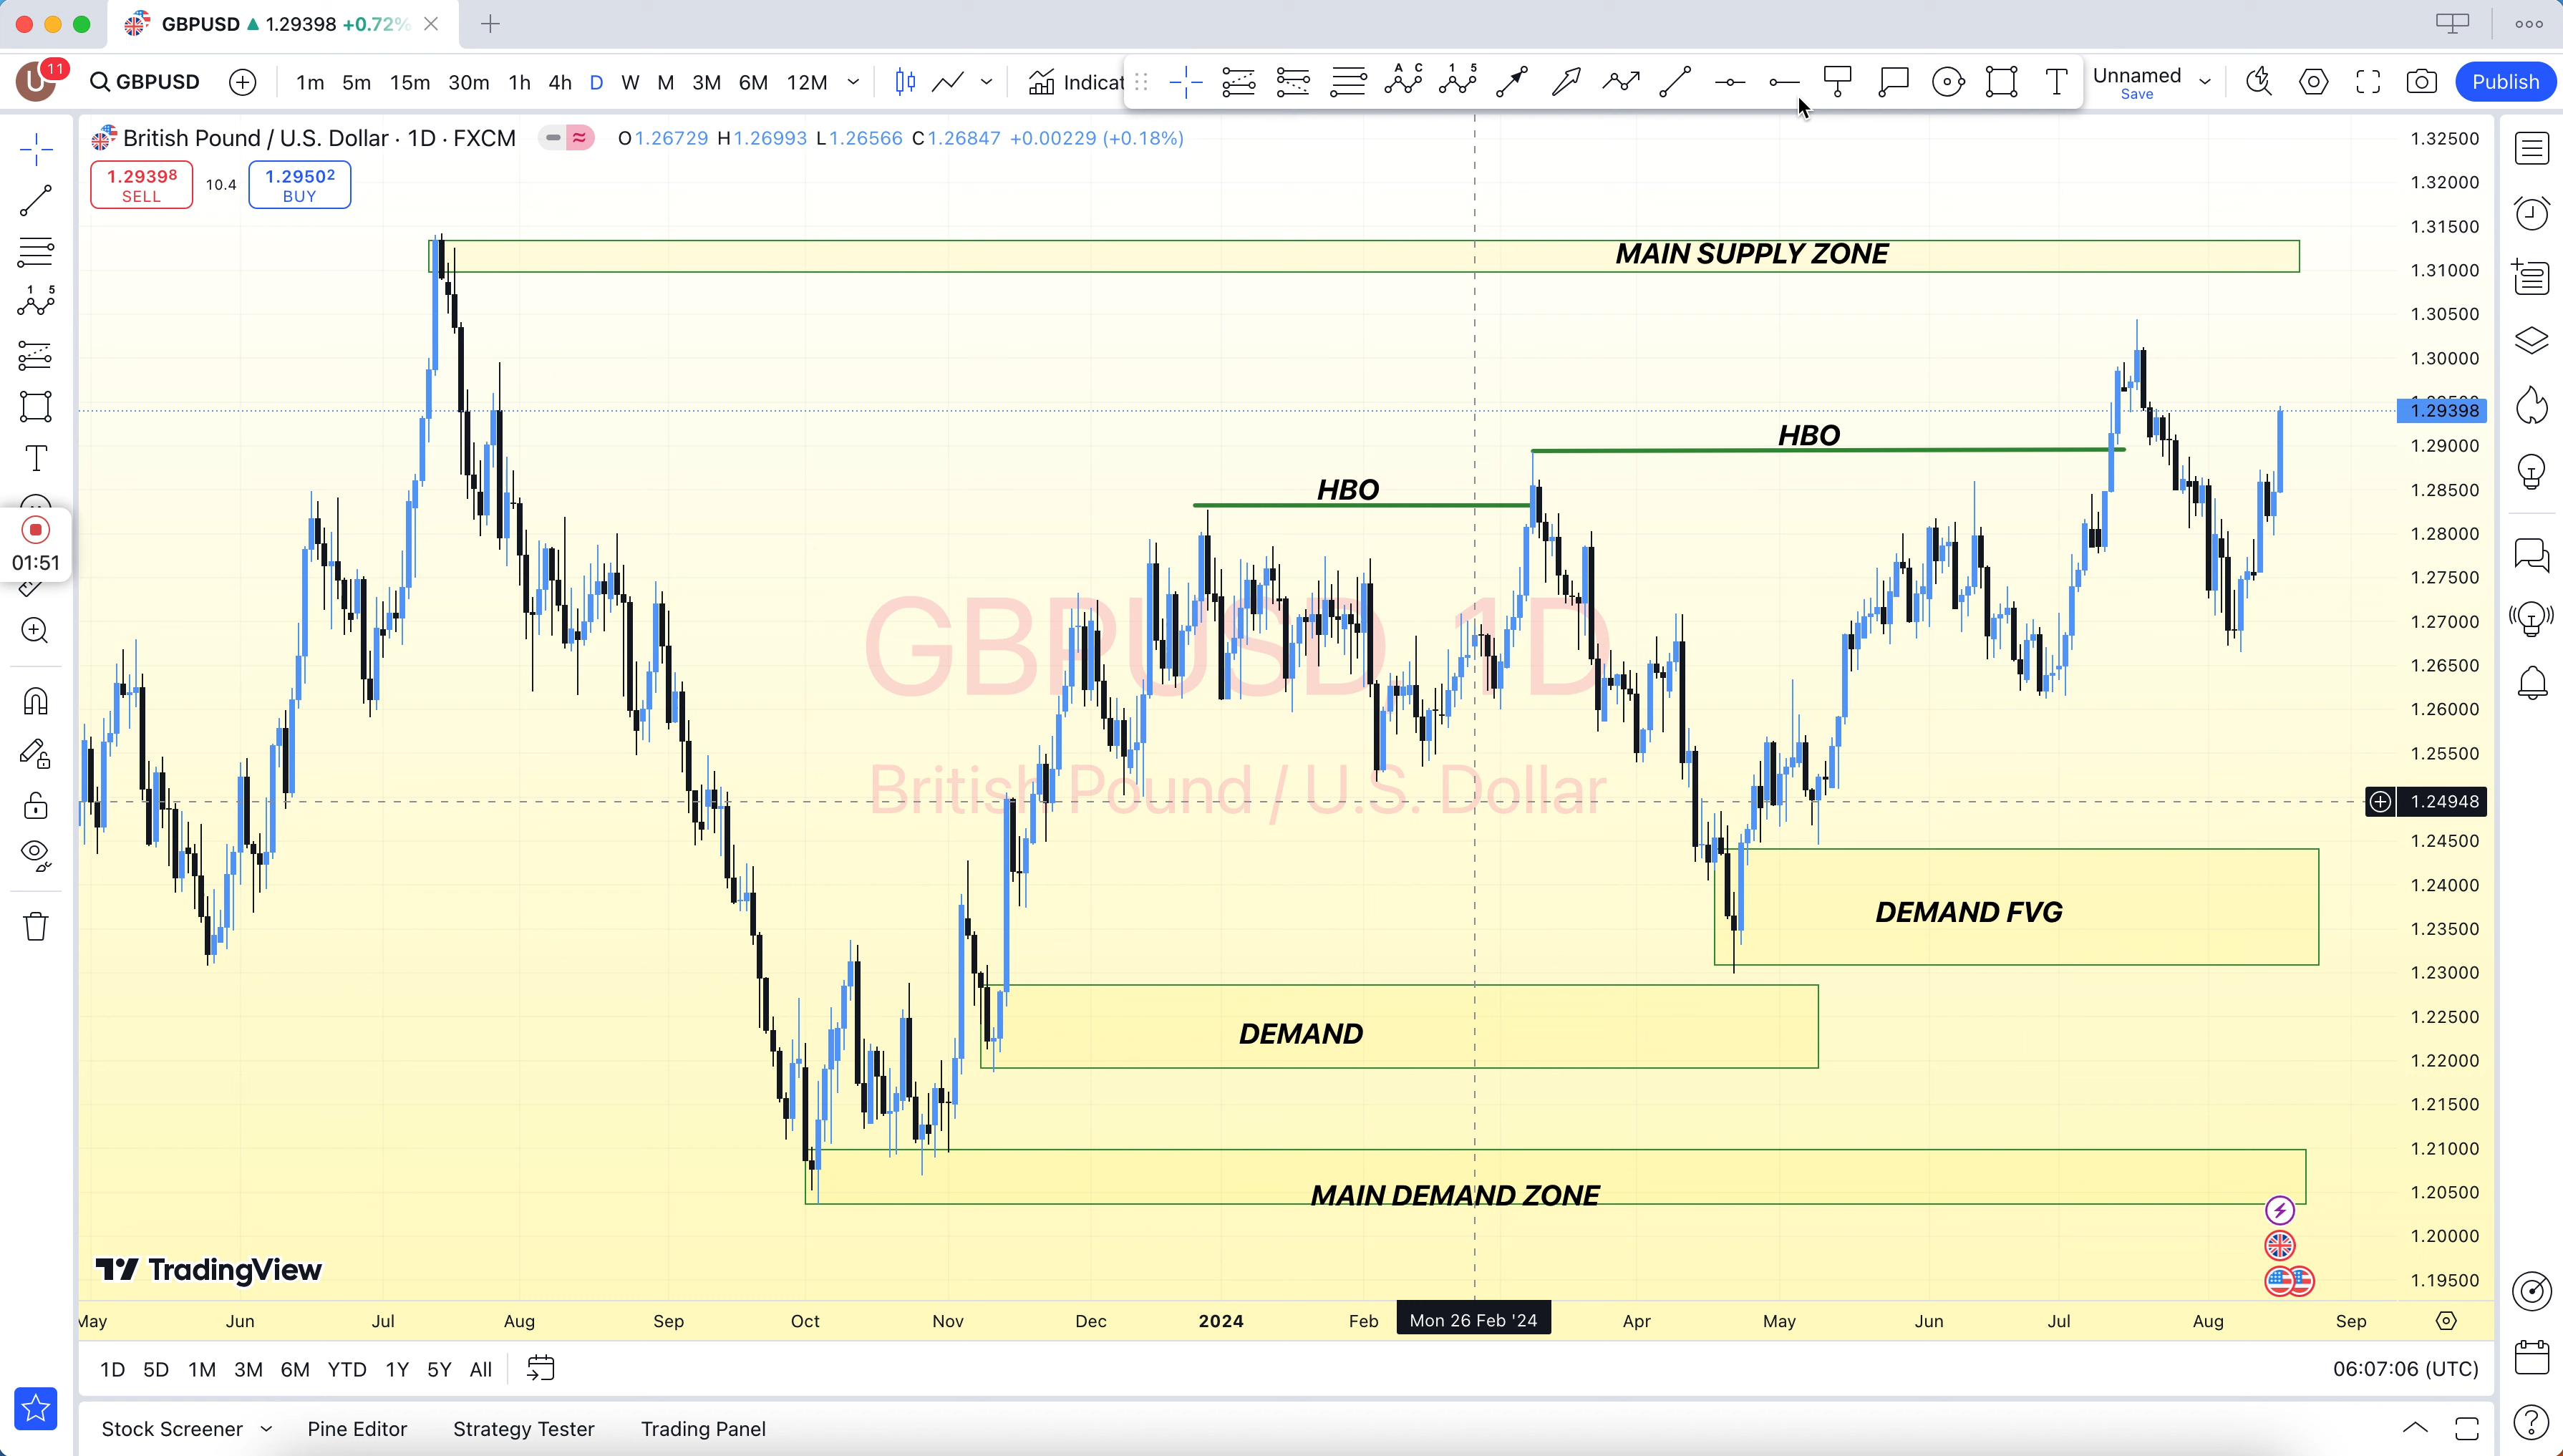 GBPUSD ▲ 1.29398 +0.72%
U 11 GBPUSD 1m 5m 15m 30m 1h 4h D W M 3M 6M 12M Indicat A C 1 5 T Unnamed Publish
Save
British Pound / U.S. Dollar · 1D · FXCM O1.26729 H1.26993 L1.26566 C1.26847 +0.00229 (+0.18%)
1.29398 10.4 1.29502
SELL BUY
1.32500
1.32000
1.31500
MAIN SUPPLY ZONE
1.31000
1.30500
1.30000
1.29398
HBO
1.29000
HBO
1.28500
01:51
1.28000
1.27500
1.27000
GBPUSD, 1D
1.26500
1.26000
1.25500
British Pound / U.S. Dollar
1.24948
1.24500
1.24000
DEMAND FVG
1.23500
1.23000
1.22500
DEMAND
1.22000
1.21500
1.21000
MAIN DEMAND ZONE
1.20500
1.20000
TradingView
1.19500
May Jun Jul Aug Sep Oct Nov Dec 2024 Feb Mon 26 Feb '24 Apr May Jun Jul Aug Sep
1D 5D 1M 3M 6M YTD 1Y 5Y All 06:07:06 (UTC)
Stock Screener Pine Editor Strategy Tester Trading Panel